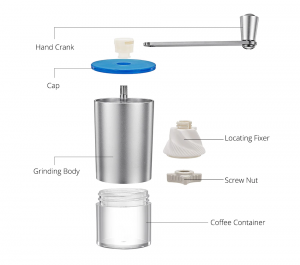 Hand Crank
Cap
Locating Fixer
Grinding Body
Screw Nut
Coffee Container